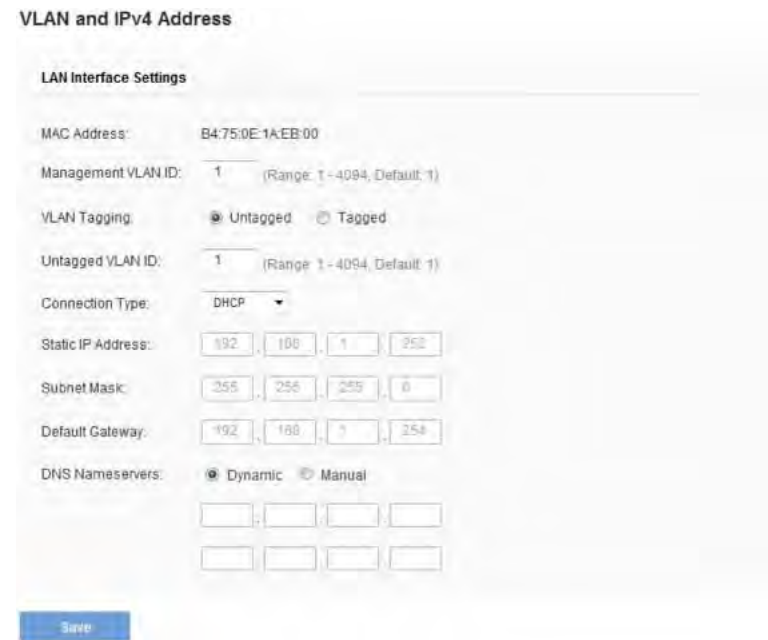 VLAN and IPv4 Address
LAN Interface Settings
MAC Address: B4:75:0E:1A:EB:00
Management VLAN ID: 1 (Range: 1 - 4094, Default: 1)
VLAN Tagging: Untagged Tagged
Untagged VLAN ID: 1 (Range: 1 - 4094, Default: 1)
Connection Type: DHCP
Static IP Address: 192 . 168 . 1 . 252
Subnet Mask: 255 . 255 . 255 . 0
Default Gateway: 192 . 168 . 1 . 254
DNS Nameservers: Dynamic Manual
Save